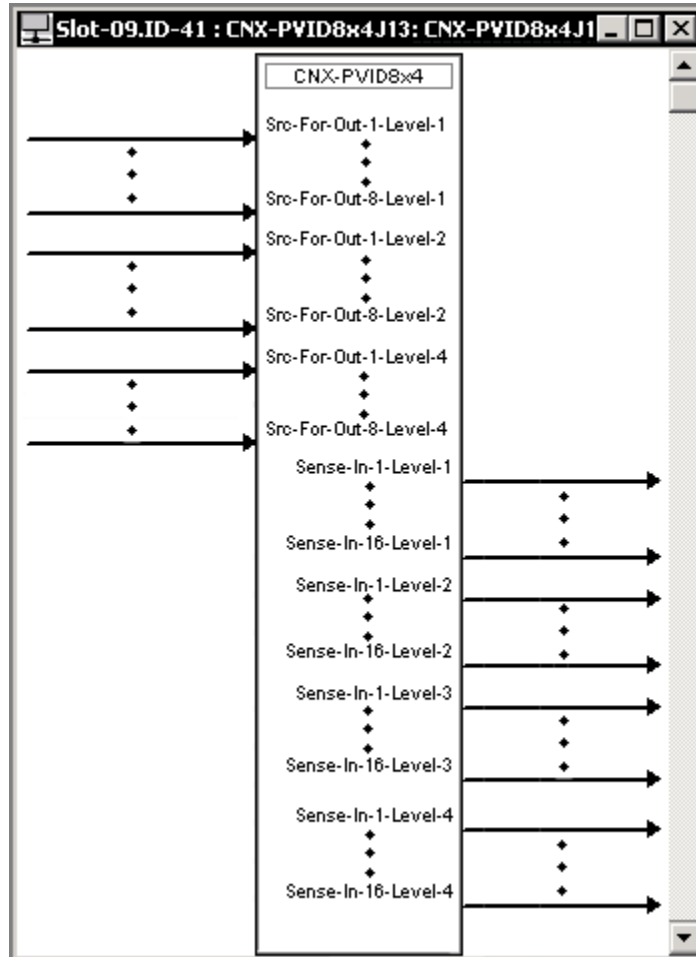 Slot-09.ID-41 : CNX-PVID8x4J13: CNX-PVID8x4J1
CNX-PVID8x4
Src-For-Out-1-Level-1
Src-For-Out-8-Level-1
Src-For-Out-1-Level-2
Src-For-Out-8-Level-2
Src-For-Out-1-Level-4
Src-For-Out-8-Level-4
Sense-In-1-Level-1
Sense-In-16-Level-1
Sense-In-1-Level-2
Sense-In-16-Level-2
Sense-In-1-Level-3
Sense-In-16-Level-3
Sense-In-1-Level-4
Sense-In-16-Level-4